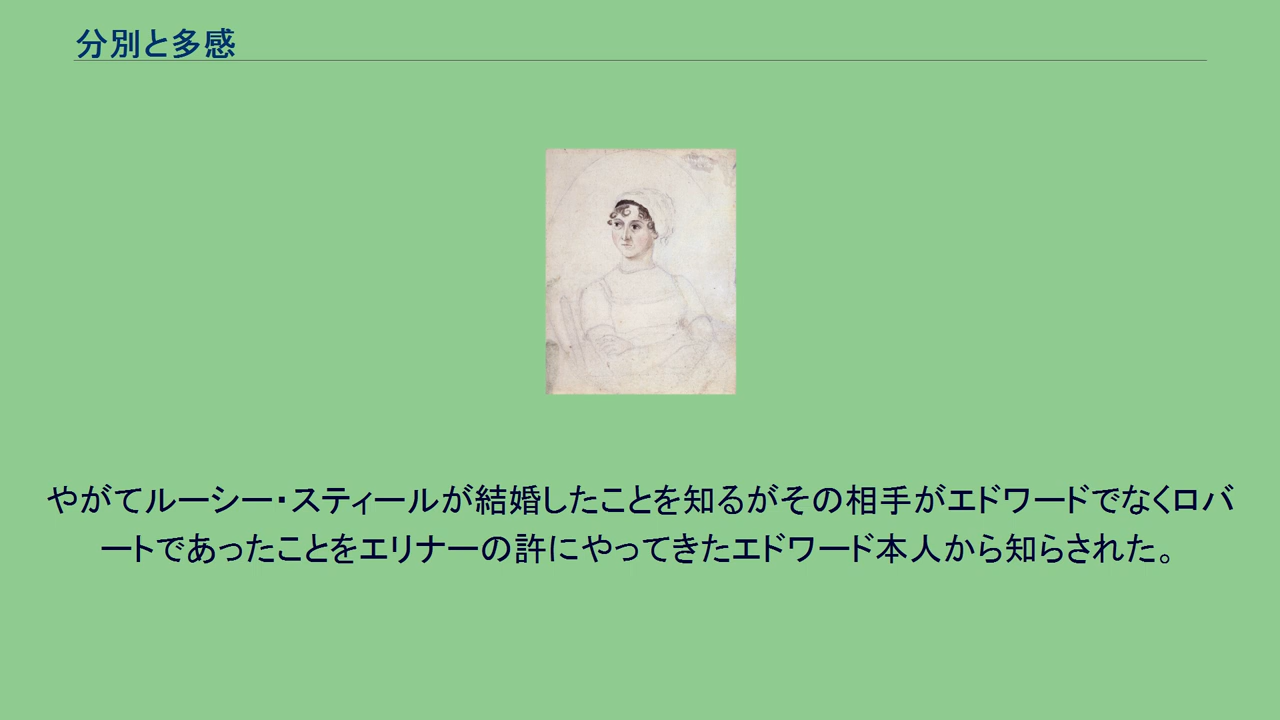 分別と多感
やがてルーシー・スティールが結婚したことを知るがその相手がエドワードでなくロバ
ートであったことをエリナーの許にやってきたエドワード本人から知らされた。